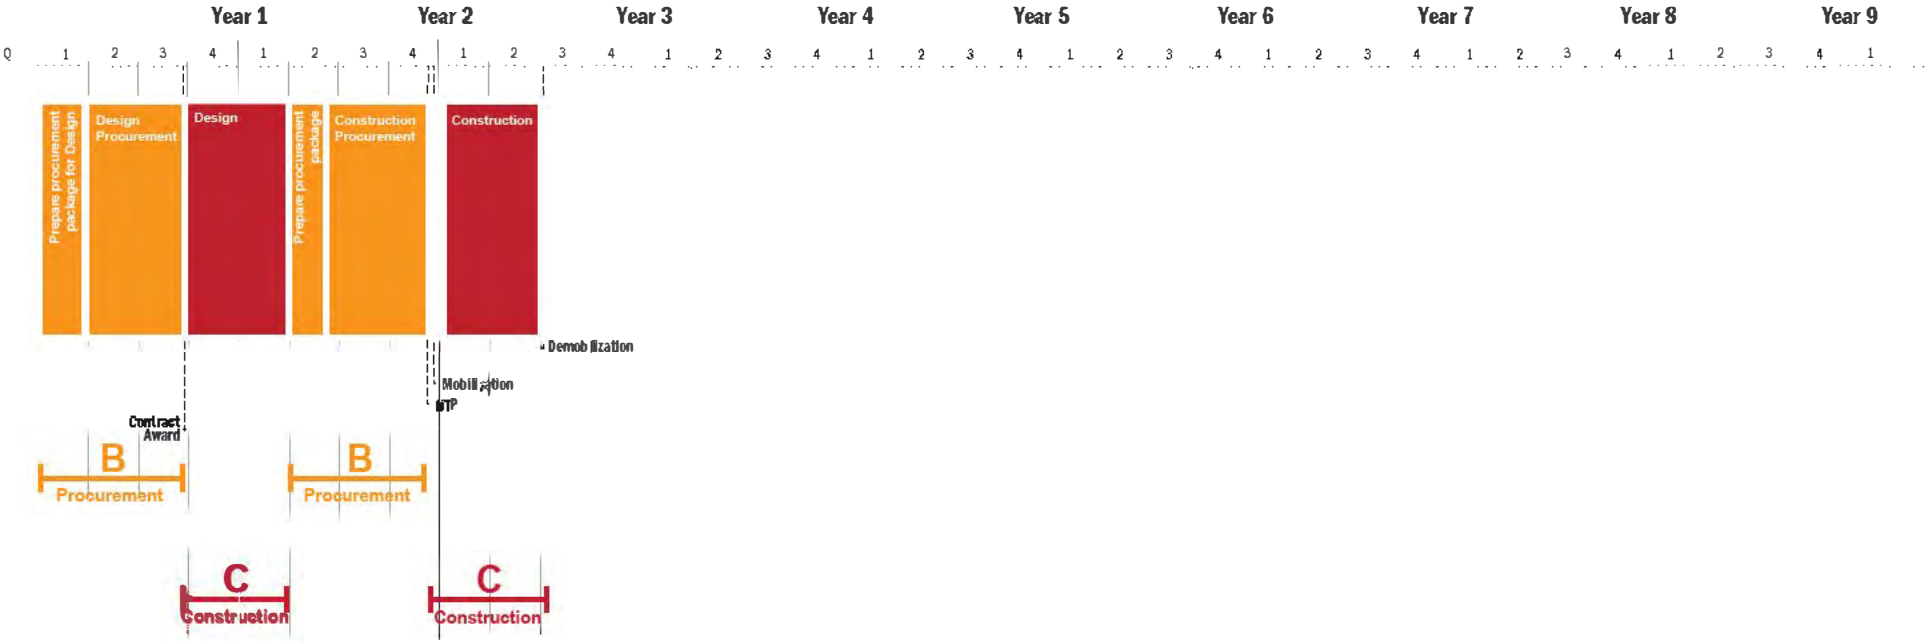 Year 1 Year 2 Year 3 Year 4 Year 5 Year 6 Year 7 Year 8 Year 9
Q 1 2 3 4 1 2 3 4 1 2 3 4 1 2 3 4 1 2 3 4 1 2 3 4 1 2 3 4 1 2 3 4 1 2 3 4 1
Prepare procurement
package for Design
Design
Procurement
Design
Prepare procurement
package
Construction
Procurement
Construction
Demobilization
Mobilization
NTP
Contract
Award
B
Procurement
B
Procurement
C
Construction
C
Construction